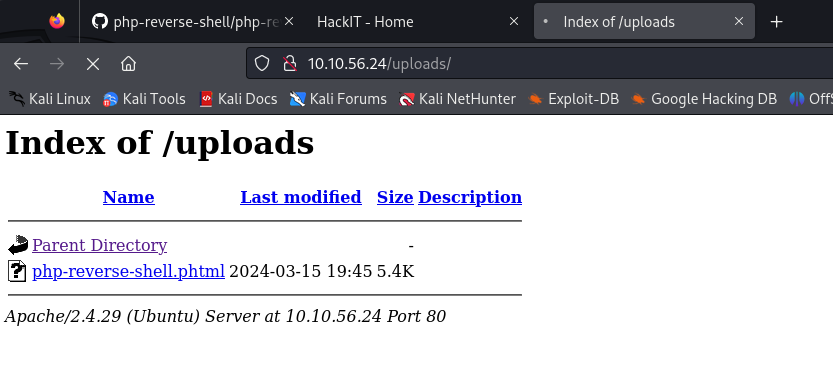 php-reverse-shell/php-re
HackIT - Home
Index of /uploads
10.10.56.24/uploads/
Kali Linux Kali Tools Kali Docs Kali Forums Kali NetHunter Exploit-DB Google Hacking DB OffS
Index of /uploads
Name Last modified Size Description
Parent Directory -
php-reverse-shell.phtml 2024-03-15 19:45 5.4K
Apache/2.4.29 (Ubuntu) Server at 10.10.56.24 Port 80